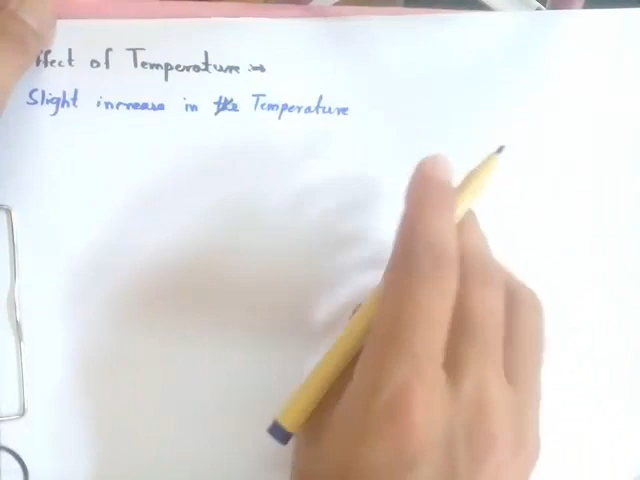 ffect of Temperature :-
Slight increase in the Temperature